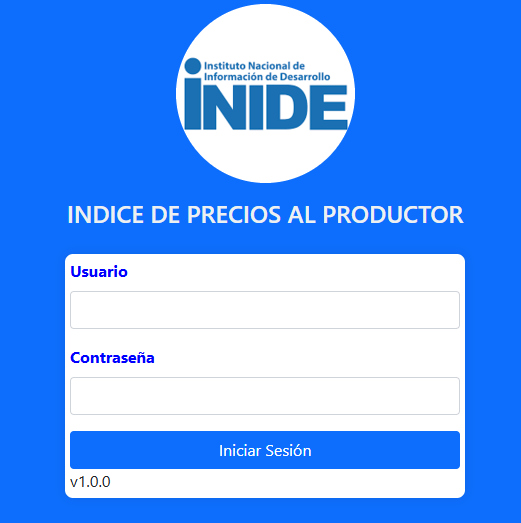 Instituto Nacional de
Información de Desarrollo
iNIDE
INDICE DE PRECIOS AL PRODUCTOR
Usuario
Contraseña
Iniciar Sesión
v1.0.0